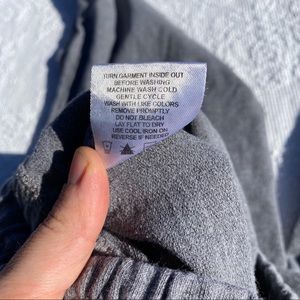 TURN GARMENT INSIDE OUT
BEFORE WASHING
MACHINE WASH COLD
GENTLE CYCLE
WASH WITH LIKE COLORS
REMOVE PROMPTLY
DO NOT BLEACH
LAY FLAT TO DRY
USE COOL IRON ON
REVERSE IF NEEDED